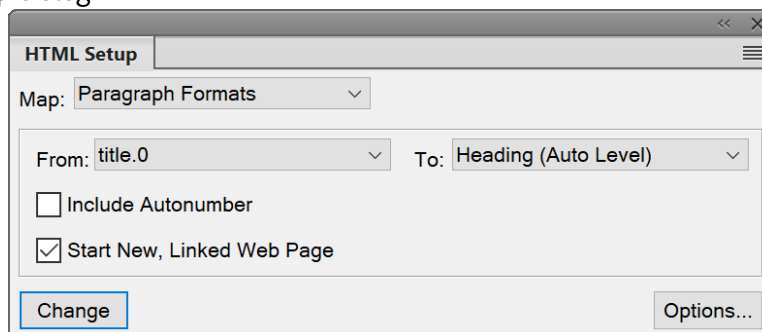 HTML Setup
Map: Paragraph Formats
From: title.0 To: Heading (Auto Level)
Include Autonumber
Start New, Linked Web Page
Change Options...